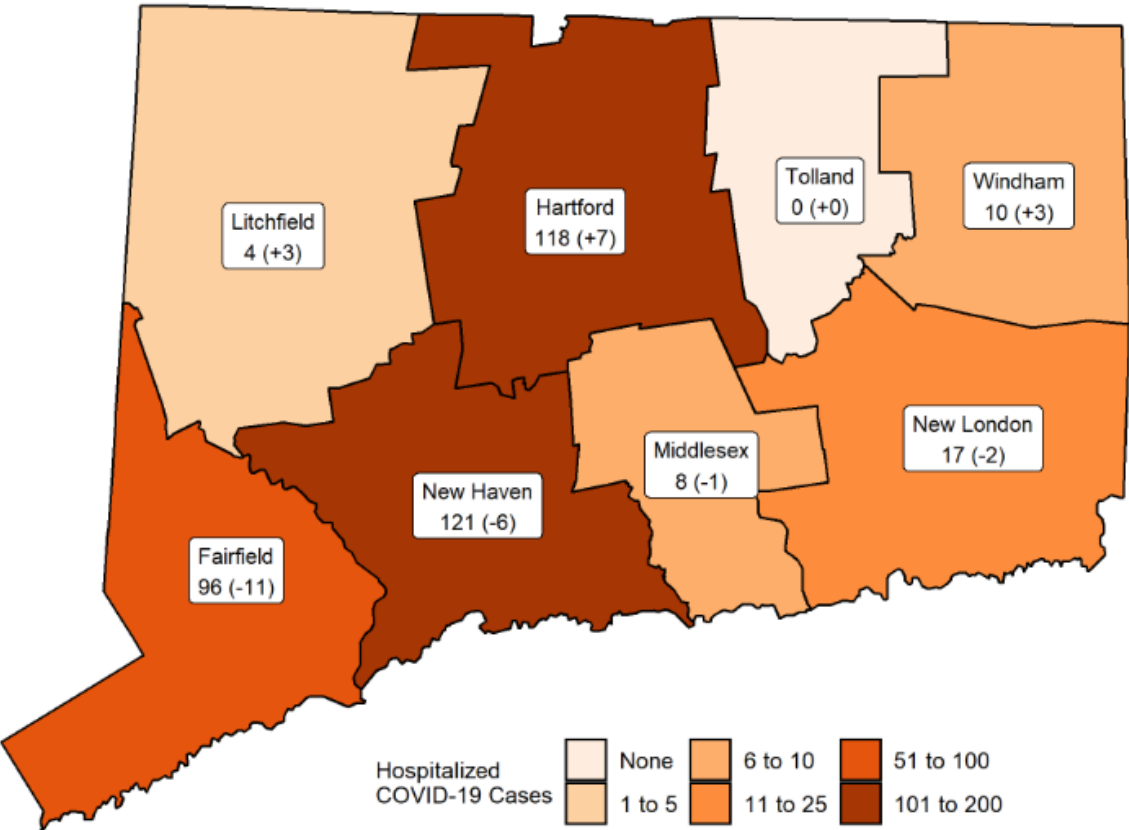 Tolland
0 (+0)
Windham
10 (+3)
Hartford
118 (+7)
Litchfield
4 (+3)
New London
17 (-2)
Middlesex
8 (-1)
New Haven
121 (-6)
Fairfield
96 (-11)
Hospitalized
COVID-19 Cases
None
1 to 5
6 to 10
11 to 25
51 to 100
101 to 200